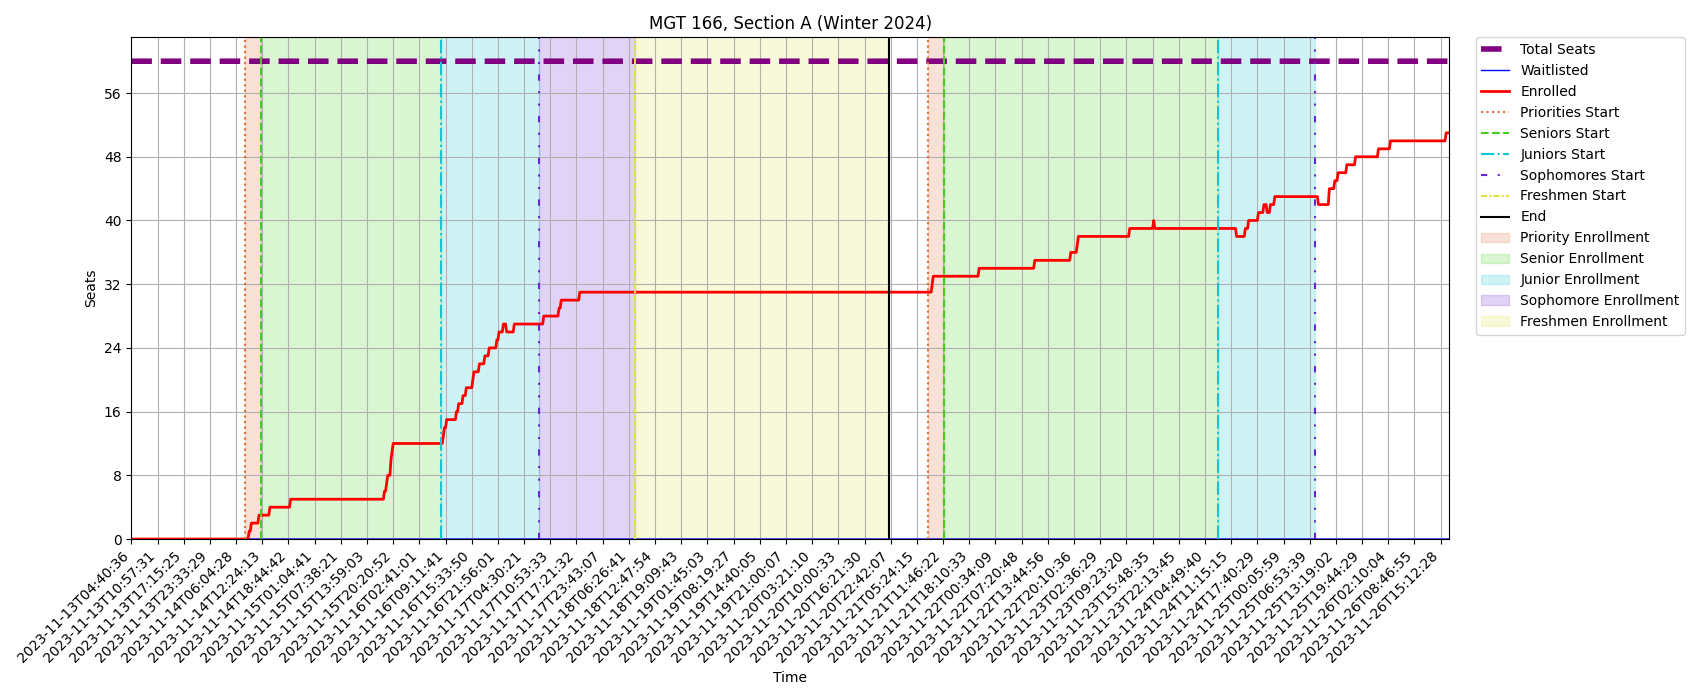 MGT 166, Section A (Winter 2024)
Seats
56
48
40
32
24
16
8
0
2023-11-13T04:40:36
2023-11-13T10:57:31
2023-11-13T17:15:25
2023-11-13T23:33:29
2023-11-14T06:04:28
2023-11-14T12:24:13
2023-11-14T18:44:42
2023-11-15T01:04:41
2023-11-15T07:38:21
2023-11-15T13:59:03
2023-11-15T20:20:52
2023-11-16T02:41:01
2023-11-16T09:11:41
2023-11-16T15:33:50
2023-11-16T21:56:01
2023-11-17T04:30:21
2023-11-17T10:53:33
2023-11-17T17:21:32
2023-11-17T23:43:07
2023-11-18T06:26:41
2023-11-18T12:47:54
2023-11-18T19:09:43
2023-11-19T01:45:03
2023-11-19T08:19:27
2023-11-19T14:40:05
2023-11-19T21:00:07
2023-11-20T03:21:10
2023-11-20T10:00:33
2023-11-20T16:21:30
2023-11-20T22:42:07
2023-11-21T05:24:15
2023-11-21T11:46:22
2023-11-21T18:10:33
2023-11-22T00:34:09
2023-11-22T07:20:48
2023-11-22T13:44:56
2023-11-22T20:10:36
2023-11-23T02:36:29
2023-11-23T09:23:20
2023-11-23T15:48:35
2023-11-23T22:13:45
2023-11-24T04:49:40
2023-11-24T11:15:15
2023-11-24T17:40:29
2023-11-25T00:05:59
2023-11-25T06:53:39
2023-11-25T13:19:02
2023-11-25T19:44:29
2023-11-26T02:10:04
2023-11-26T08:46:55
2023-11-26T15:12:28
Time
Total Seats
Waitlisted
Enrolled
Priorities Start
Seniors Start
Juniors Start
Sophomores Start
Freshmen Start
End
Priority Enrollment
Senior Enrollment
Junior Enrollment
Sophomore Enrollment
Freshmen Enrollment